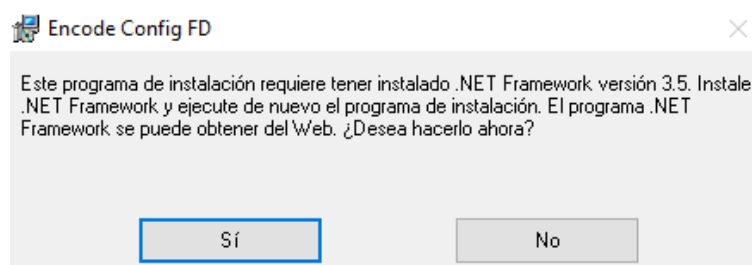 Encode Config FD
Este programa de instalación requiere tener instalado .NET Framework versión 3.5. Instale
.NET Framework y ejecute de nuevo el programa de instalación. El programa .NET
Framework se puede obtener del Web. ¿Desea hacerlo ahora?
Sí No